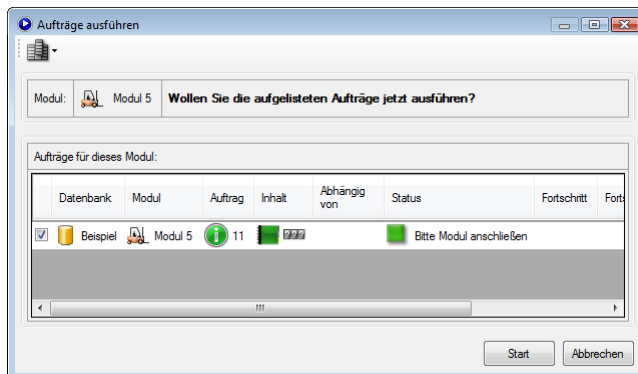 Aufträge ausführen
Modul: Modul 5 Wollen Sie die aufgelisteten Aufträge jetzt ausführen?
Aufträge für dieses Modul:
Datenbank Modul Auftrag Inhalt Abhängig von Status Fortschritt Forts
Beispiel Modul 5 11 Bitte Modul anschließen
Start Abbrechen